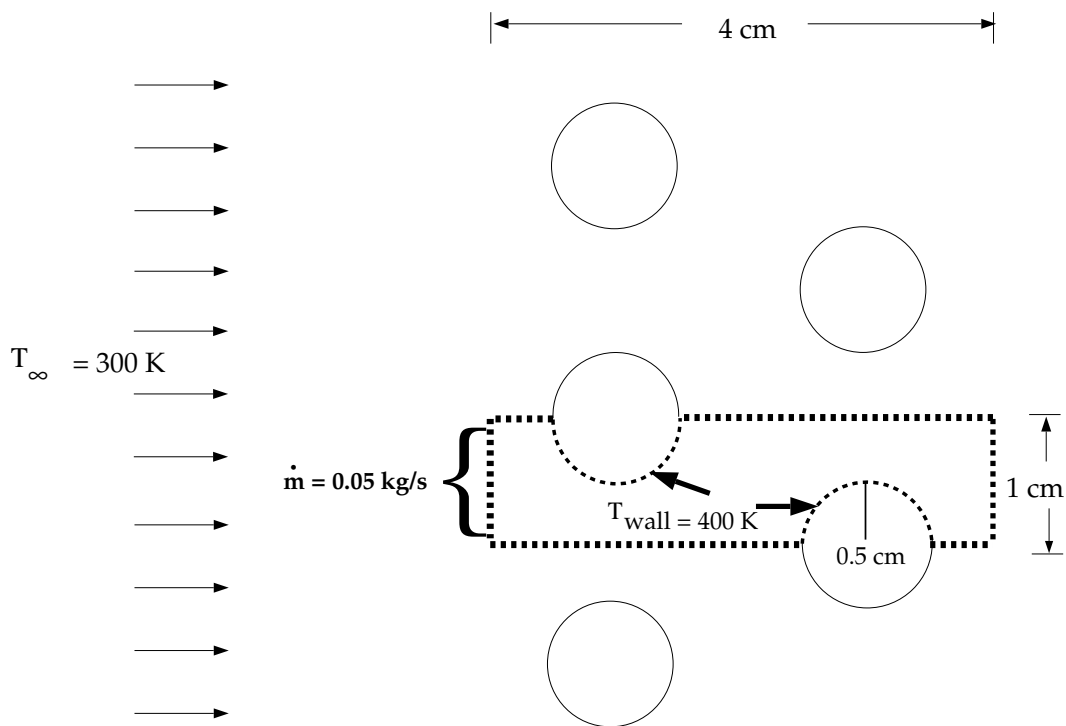 4 cm
T∞ = 300 K
ṁ = 0.05 kg/s
1 cm
Twall = 400 K
0.5 cm